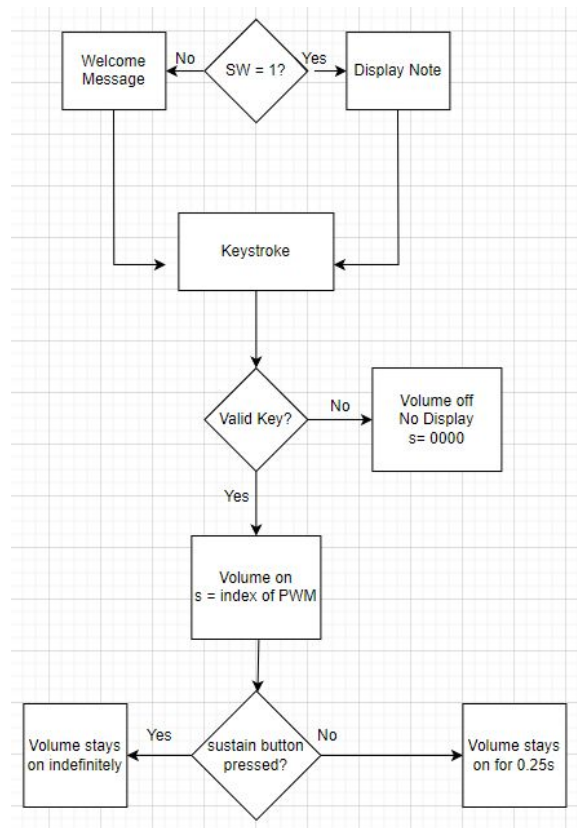 Welcome
Message
No
SW = 1?
Yes
Display Note
Keystroke
Valid Key?
No
Volume off
No Display
s= 0000
Yes
Volume on
s = index of PWM
Volume stays
on indefinitely
Yes
sustain button
pressed?
No
Volume stays
on for 0.25s